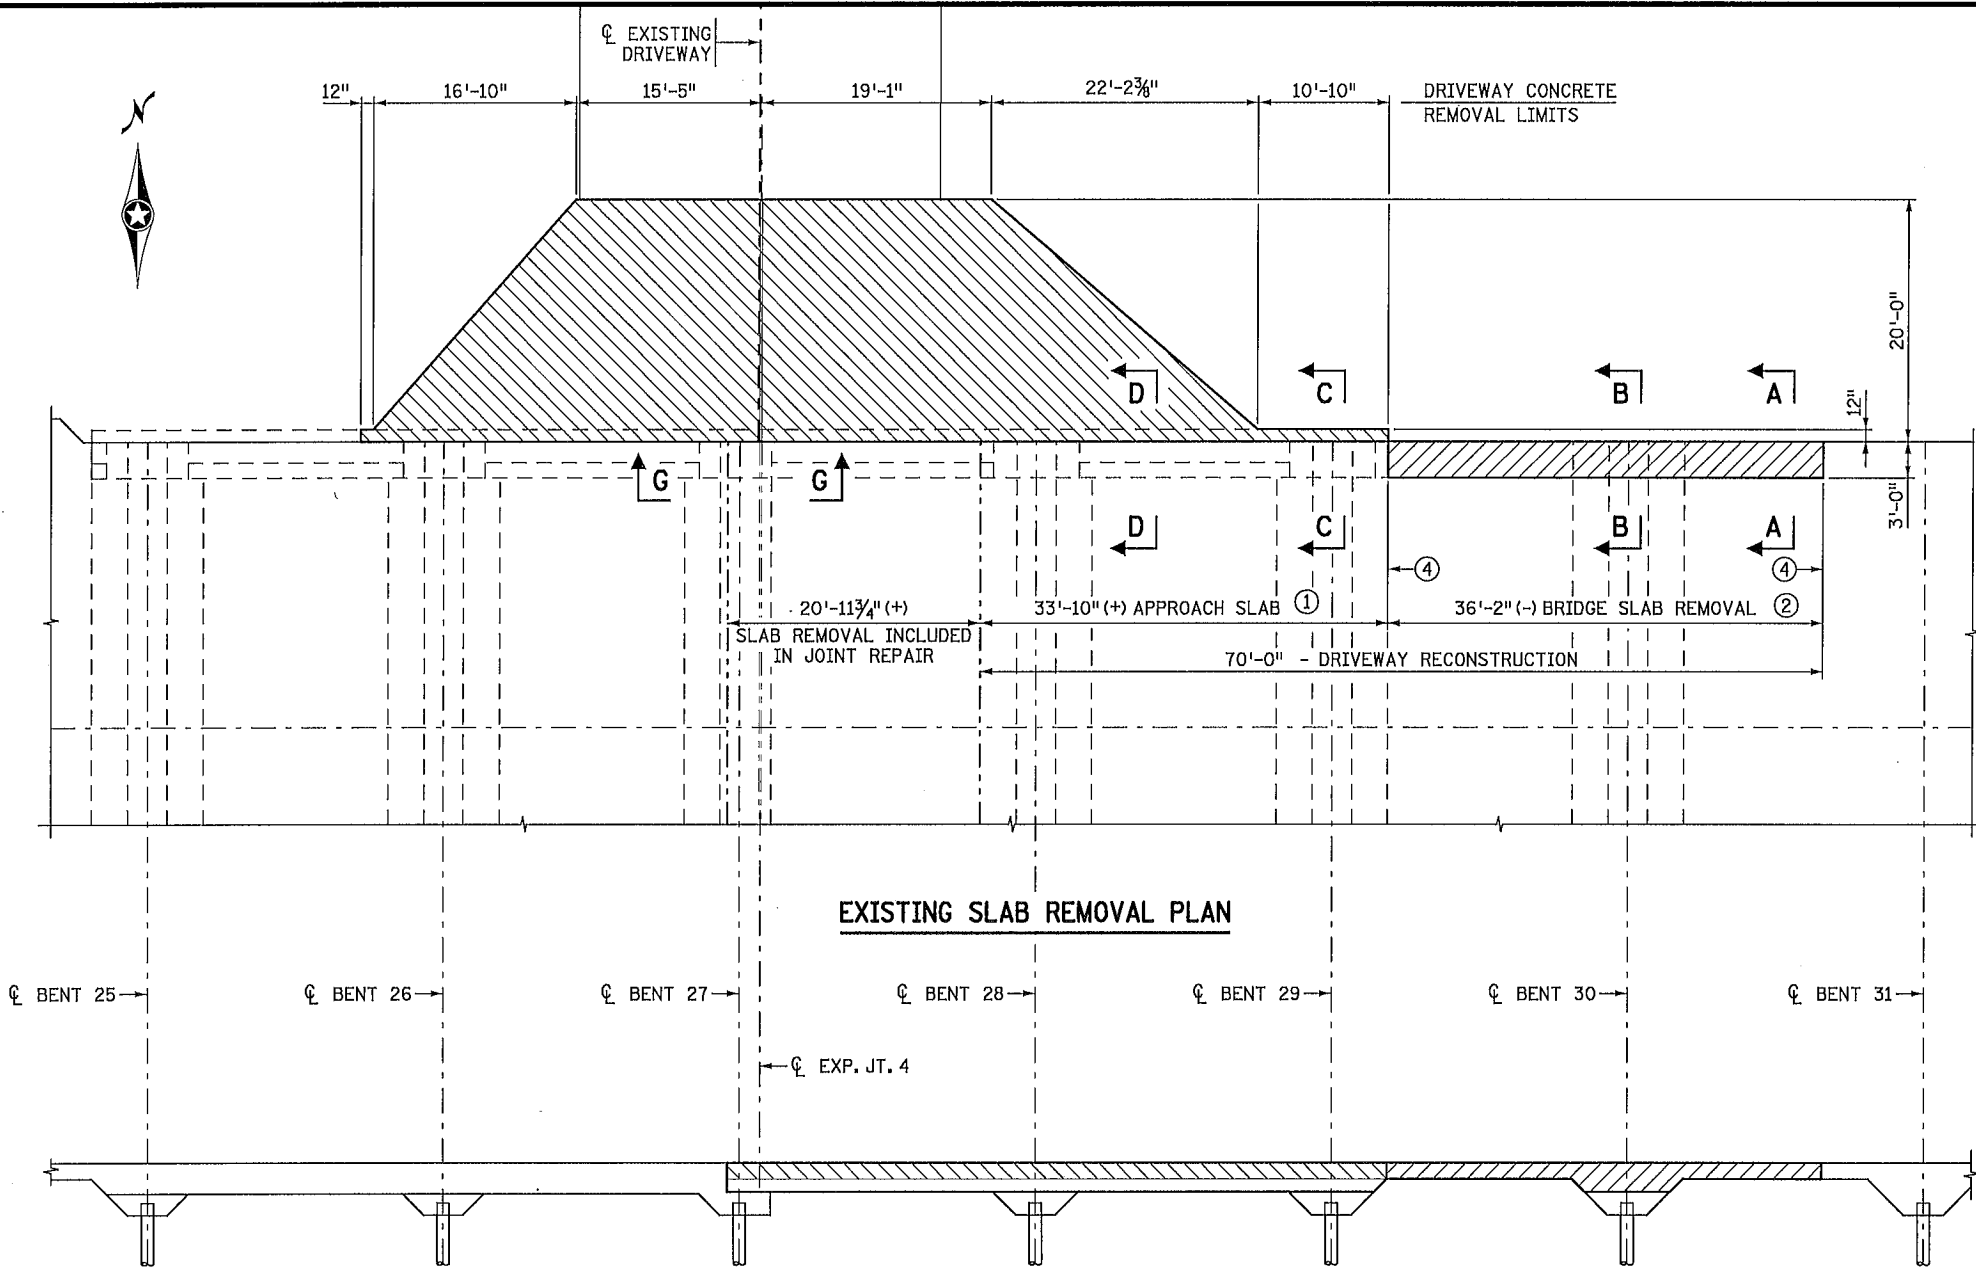 ℄ EXISTING
DRIVEWAY
12"
16'-10"
15'-5"
19'-1"
22'-2⅜"
10'-10"
DRIVEWAY CONCRETE
REMOVAL LIMITS
N
20'-0"
12"
3'-0"
D
C
B
A
G
G
D
C
B
A
④
④
20'-11¾"(+)
SLAB REMOVAL INCLUDED
IN JOINT REPAIR
33'-10"(+) APPROACH SLAB ①
36'-2"(-) BRIDGE SLAB REMOVAL ②
70'-0" - DRIVEWAY RECONSTRUCTION
EXISTING SLAB REMOVAL PLAN
℄ BENT 25
℄ BENT 26
℄ BENT 27
℄ BENT 28
℄ BENT 29
℄ BENT 30
℄ BENT 31
℄ EXP. JT. 4